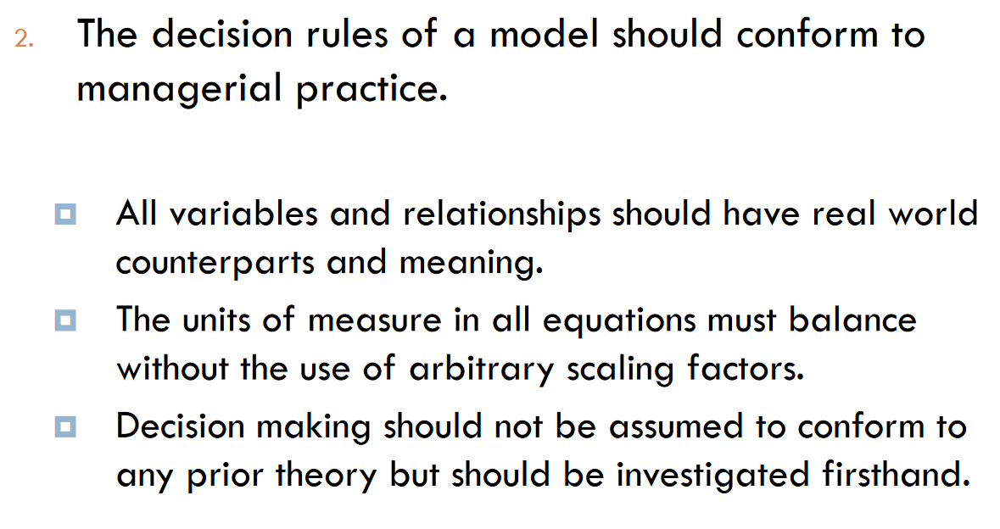 2. The decision rules of a model should conform to
managerial practice.
All variables and relationships should have real world
counterparts and meaning.
The units of measure in all equations must balance
without the use of arbitrary scaling factors.
Decision making should not be assumed to conform to
any prior theory but should be investigated firsthand.